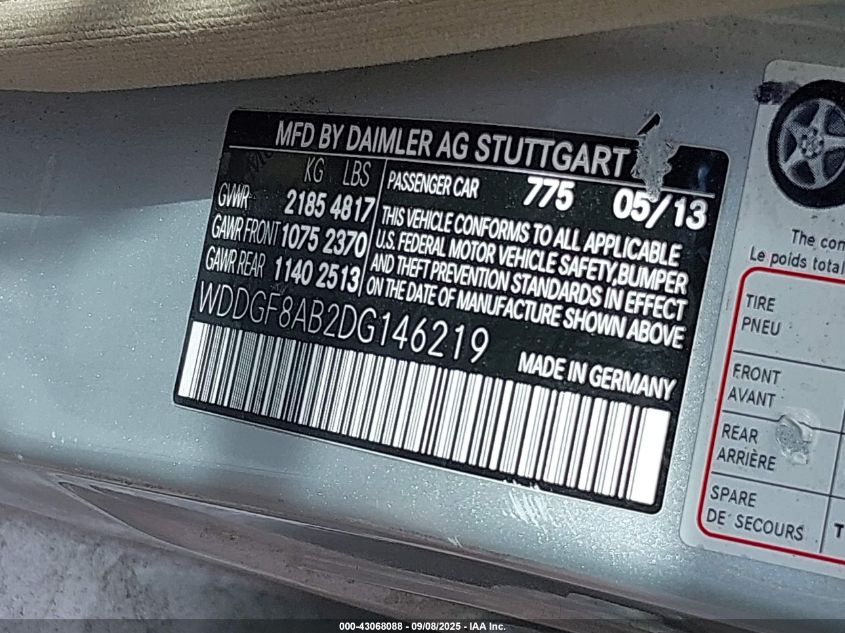 MFD BY DAIMLER AG STUTTGART
KG LBS
GVWR 2185 4817
GAWR FRONT 1075 2370
GAWR REAR 1140 2513
PASSENGER CAR 775 05/13
THIS VEHICLE CONFORMS TO ALL APPLICABLE
U.S. FEDERAL MOTOR VEHICLE SAFETY,BUMPER
AND THEFT PREVENTION STANDARDS IN EFFECT
ON THE DATE OF MANUFACTURE SHOWN ABOVE
WDDGF8AB2DG146219
MADE IN GERMANY
The com
Le poids total
TIRE
PNEU
FRONT
AVANT
REAR
ARRIÈRE
SPARE
DE SECOURS
T
000-43068088 - 09/08/2025 - IAA Inc.